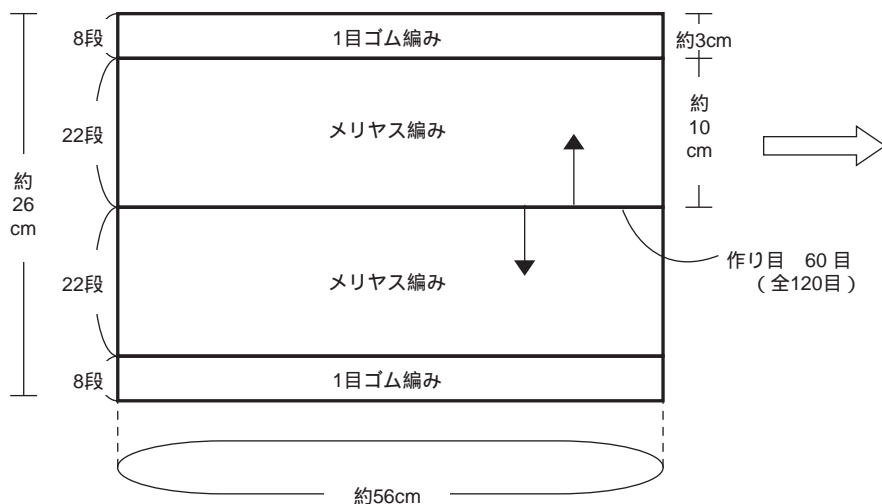 8段
1目ゴム編み
約3cm
22段
メリヤス編み
約
10
cm
約
26
cm
作り目 60 目
（全120目）
22段
メリヤス編み
8段
1目ゴム編み
約56cm